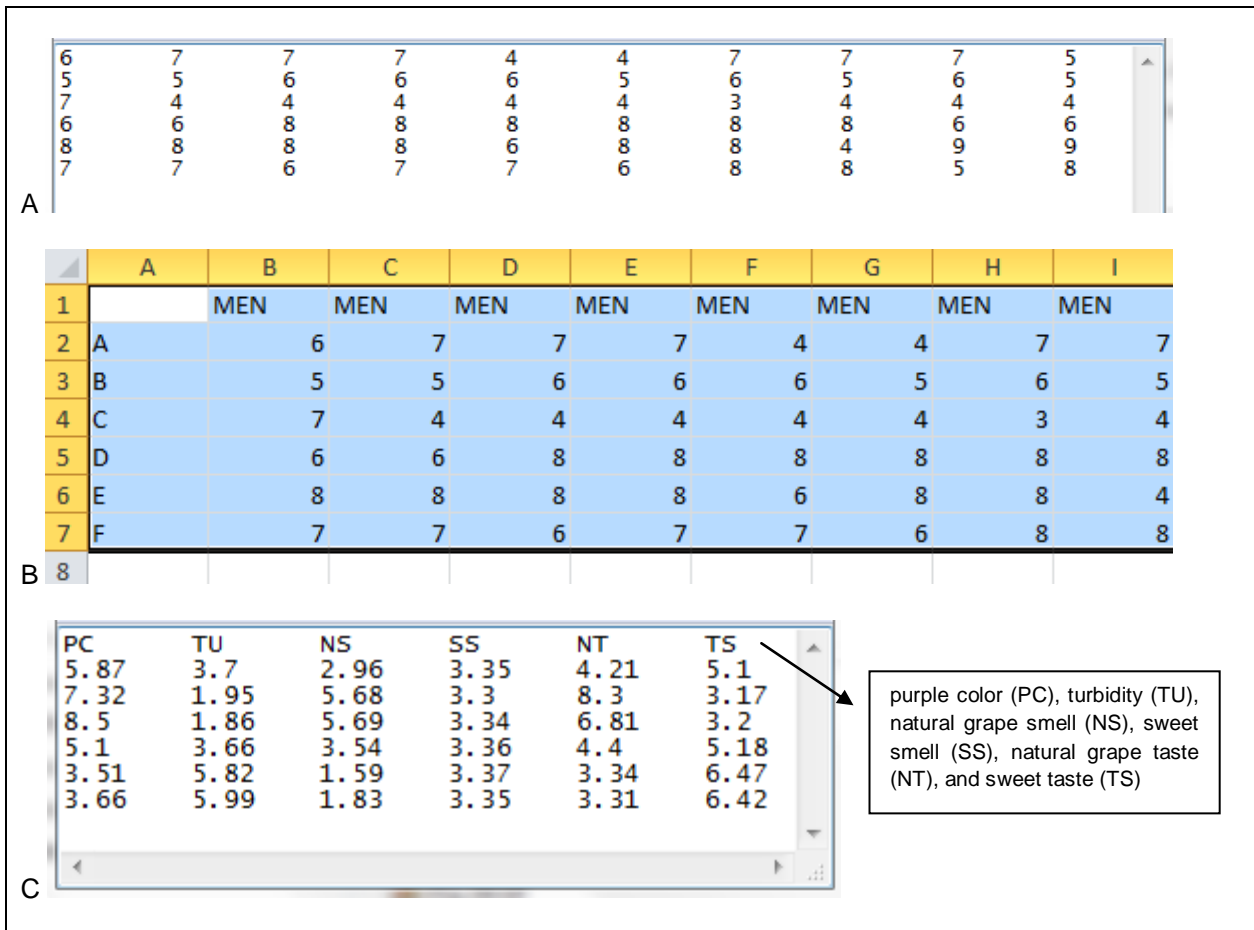 6 7 7 7 4 4 7 7 7 5
5 5 6 6 6 5 6 5 6 5
7 4 4 4 4 4 3 4 4 4
6 6 8 8 8 8 8 8 6 6
8 8 8 8 6 8 8 4 9 9
7 7 6 7 7 6 8 8 5 8
A
A B C D E F G H I
1 MEN MEN MEN MEN MEN MEN MEN MEN
2 A 6 7 7 7 4 4 7 7
3 B 5 5 6 6 6 5 6 5
4 C 7 4 4 4 4 4 3 4
5 D 6 6 8 8 8 8 8 8
6 E 8 8 8 8 6 8 8 4
7 F 7 7 6 7 7 6 8 8
B 8
PC TU NS SS NT TS
5.87 3.7 2.96 3.35 4.21 5.1
7.32 1.95 5.68 3.3 8.3 3.17
8.5 1.86 5.69 3.34 6.81 3.2
5.1 3.66 3.54 3.36 4.4 5.18
3.51 5.82 1.59 3.37 3.34 6.47
3.66 5.99 1.83 3.35 3.31 6.42
C
purple color (PC), turbidity (TU),
natural grape smell (NS), sweet
smell (SS), natural grape taste
(NT), and sweet taste (TS)